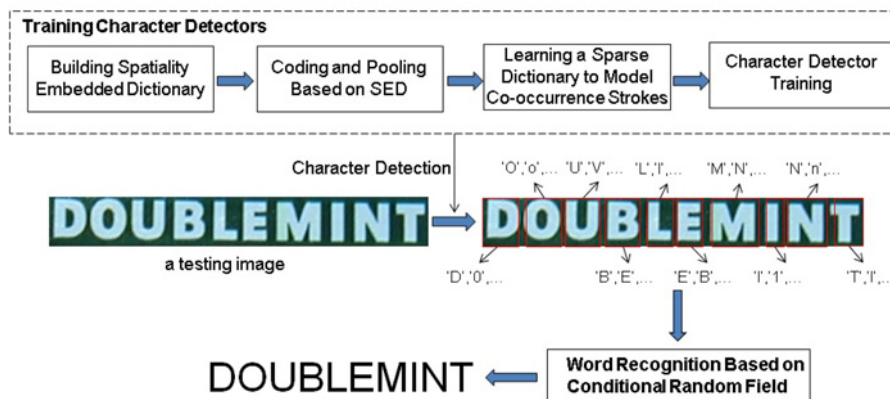 Training Character Detectors
Building Spatiality
Embedded Dictionary
Coding and Pooling
Based on SED
Learning a Sparse
Dictionary to Model
Co-occurrence Strokes
Character Detector
Training
Character Detection
'O','o',... 'U','V',... 'L','l',... 'M','N',... 'N','n',...
DOUBLEMINT DOUBLEMINT
a testing image
'D','0',... 'B','E',... 'E','B',... 'I','1',... 'T','I',...
Word Recognition Based on
Conditional Random Field
DOUBLEMINT